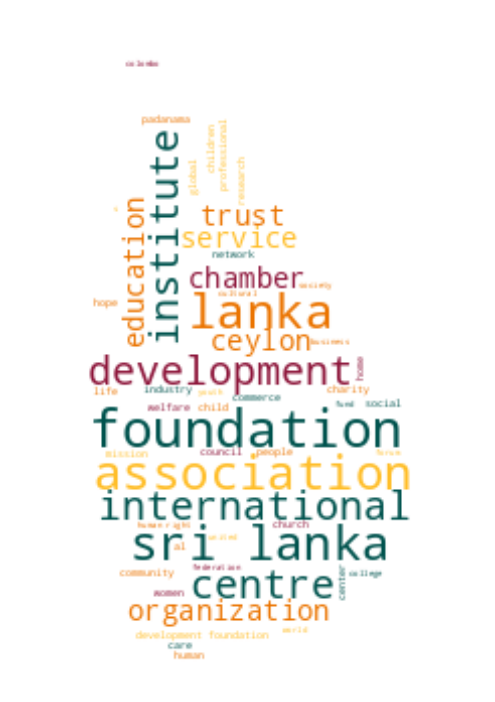 colombo
padanama
institute
children
professional
global
research
education
trust
service
network
chamber
society
cultural
hope
lanka
ceylon
business
development
home
life
industry
youth
commerce
charity
welfare
child
fund
social
foundation
mission
council
people
force
association
international
human right
church
sri lanka
united
al
federation
community
centre
center
college
women
organization
development foundation
world
care
human